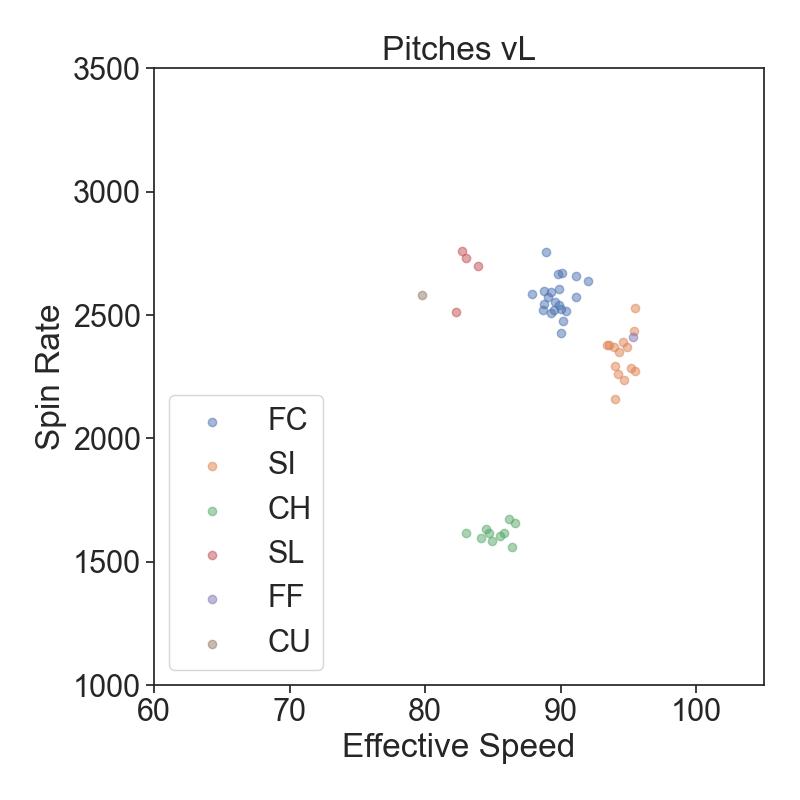 Pitches vL
3500
3000
2500
2000
1500
1000
Spin Rate
FC
SI
CH
SL
FF
CU
60 70 80 90 100
Effective Speed